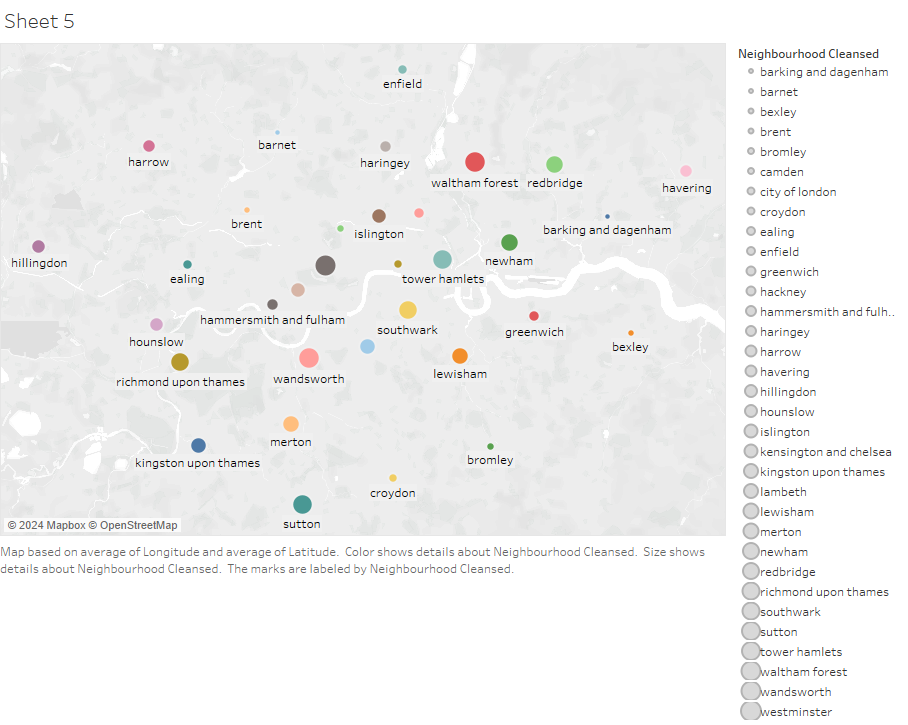 Sheet 5
enfield
barnet
harrow
haringey
waltham forest
redbridge
havering
brent
islington
barking and dagenham
hillingdon
newham
ealing
tower hamlets
hammersmith and fulham
southwark
greenwich
hounslow
bexley
richmond upon thames
wandsworth
lewisham
merton
kingston upon thames
bromley
croydon
sutton
© 2024 Mapbox © OpenStreetMap
Map based on average of Longitude and average of Latitude. Color shows details about Neighbourhood Cleansed. Size shows
details about Neighbourhood Cleansed. The marks are labeled by Neighbourhood Cleansed.
Neighbourhood Cleansed
barking and dagenham
barnet
bexley
brent
bromley
camden
city of london
croydon
ealing
enfield
greenwich
hackney
hammersmith and fulh..
haringey
harrow
havering
hillingdon
hounslow
islington
kensington and chelsea
kingston upon thames
lambeth
lewisham
merton
newham
redbridge
richmond upon thames
southwark
sutton
tower hamlets
waltham forest
wandsworth
westminster